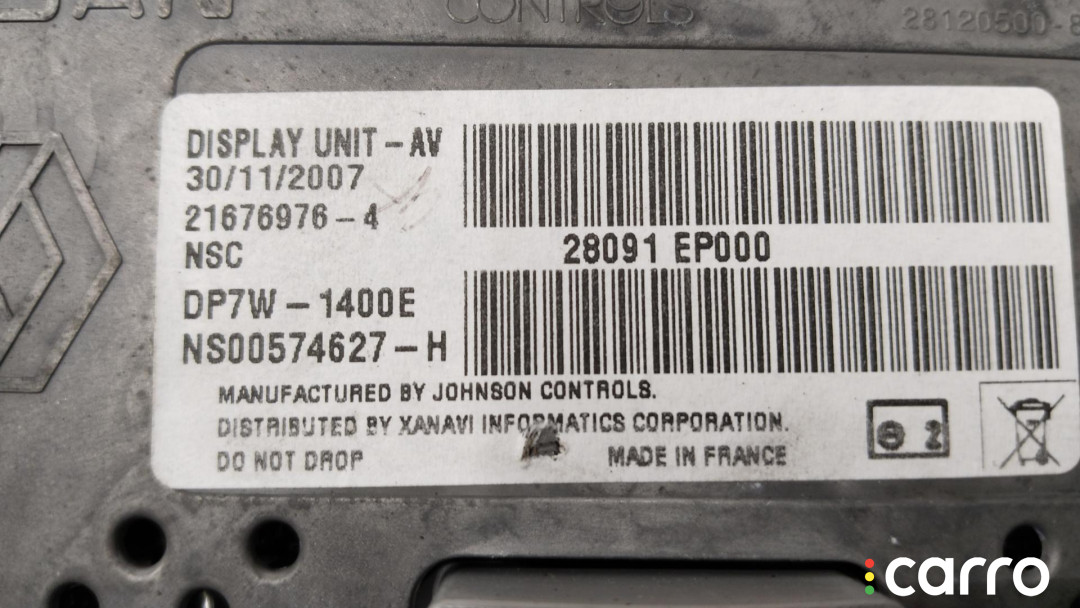 CONTROLS
28120500-8
DISPLAY UNIT - AV
30/11/2007
21676976 - 4
NSC
28091 EP000
DP7W - 1400E
NS00574627 - H
MANUFACTURED BY JOHNSON CONTROLS.
DISTRIBUTED BY XANAVI INFORMATICS CORPORATION.
DO NOT DROP
MADE IN FRANCE
2
carro